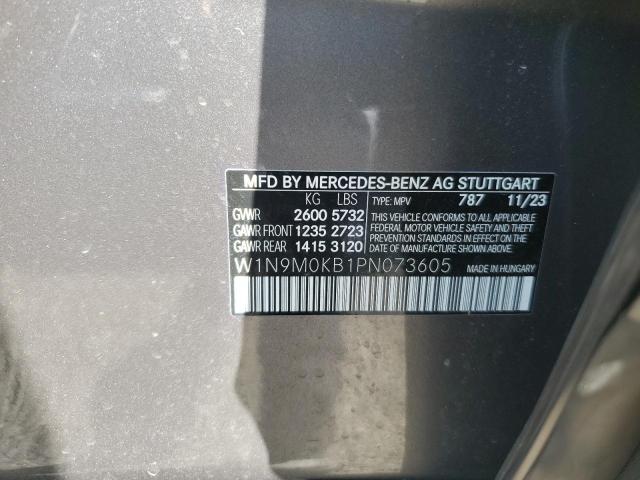 MFD BY MERCEDES-BENZ AG STUTTGART
KG LBS TYPE: MPV 787 11/23
GVWR 2600 5732 THIS VEHICLE CONFORMS TO ALL APPLICABLE
GAWR FRONT 1235 2723 U.S. FEDERAL MOTOR VEHICLE SAFETY,
GAWR REAR 1415 3120 BUMPER, AND THEFT PREVENTION STANDARDS
IN EFFECT ON THE DATE OF MANUFACTURE
W1N9M0KB1PN073605 MADE IN HUNGARY